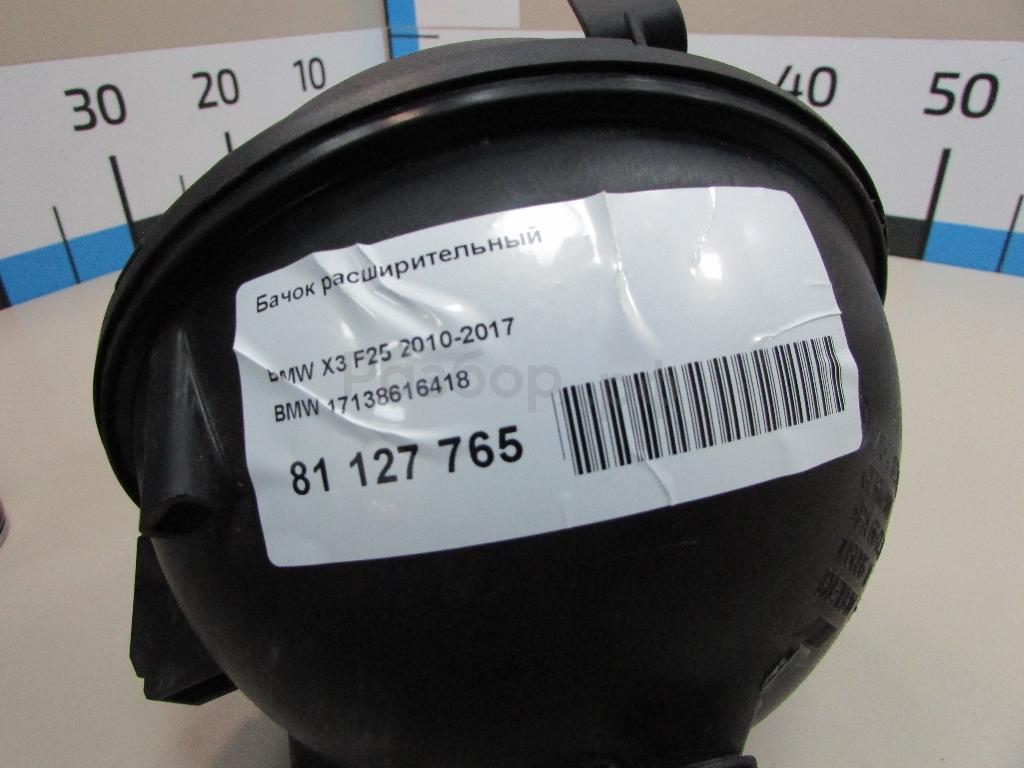 30 20 10 40 50
Бачок расширительный
BMW X3 F25 2010-2017
BMW 17138616418
81 127 765